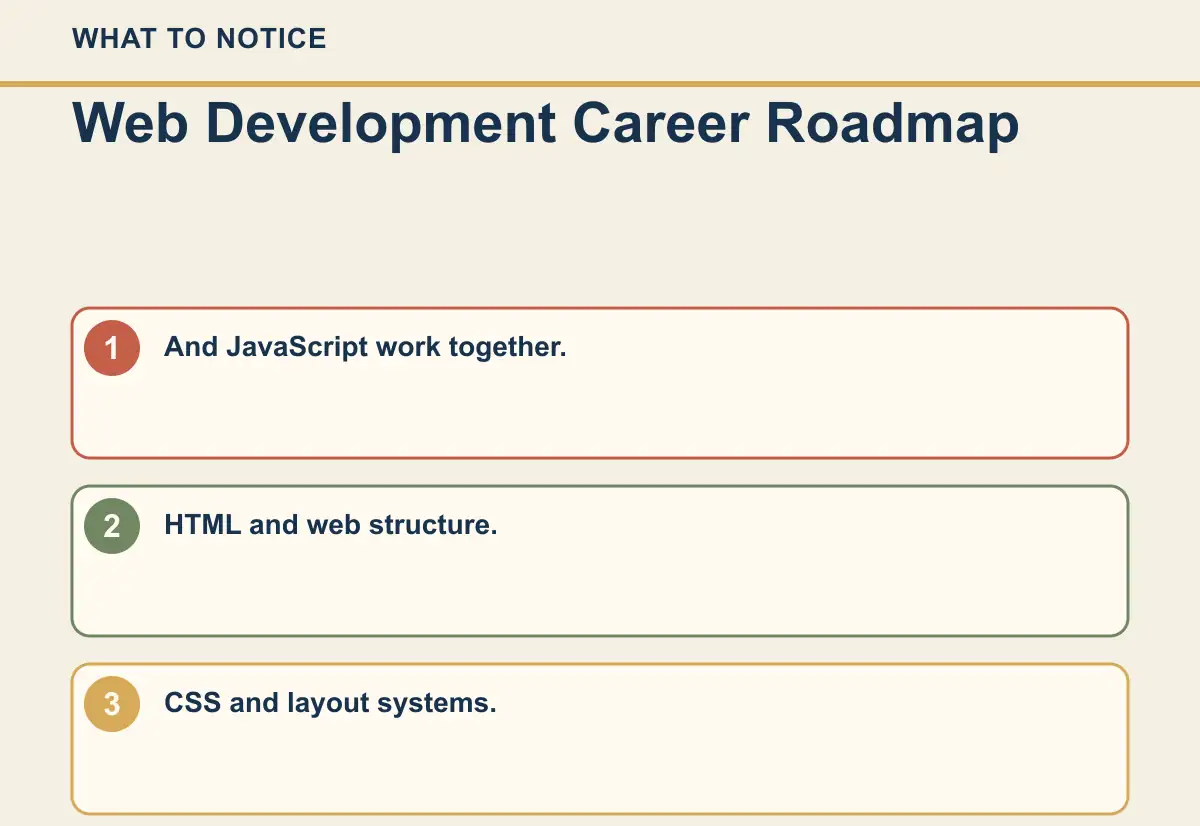 WHAT TO NOTICE
Web Development Career Roadmap
1 And JavaScript work together.
2 HTML and web structure.
3 CSS and layout systems.